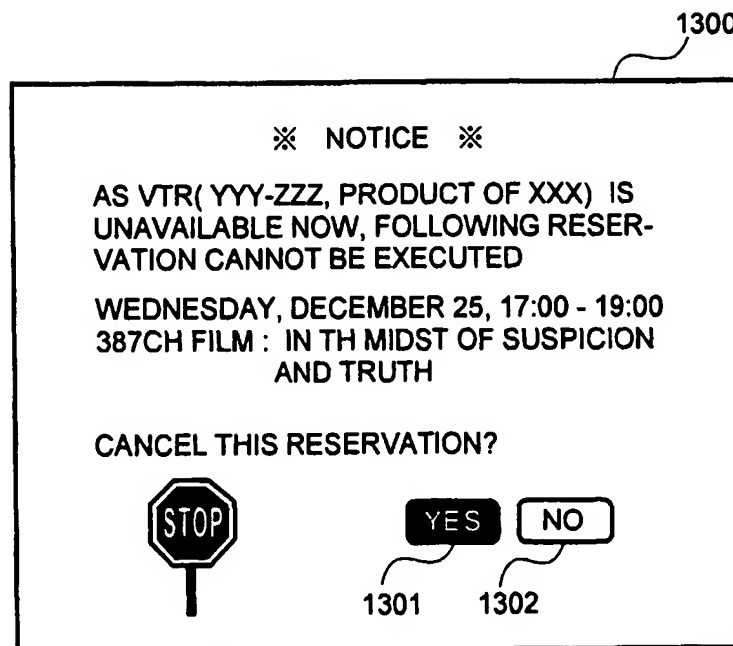 1300
※ NOTICE ※
AS VTR( YYY-ZZZ, PRODUCT OF XXX) IS
UNAVAILABLE NOW, FOLLOWING RESER-
VATION CANNOT BE EXECUTED
WEDNESDAY, DECEMBER 25, 17:00 - 19:00
387CH FILM : IN TH MIDST OF SUSPICION
AND TRUTH
CANCEL THIS RESERVATION?
STOP YES NO
1301 1302